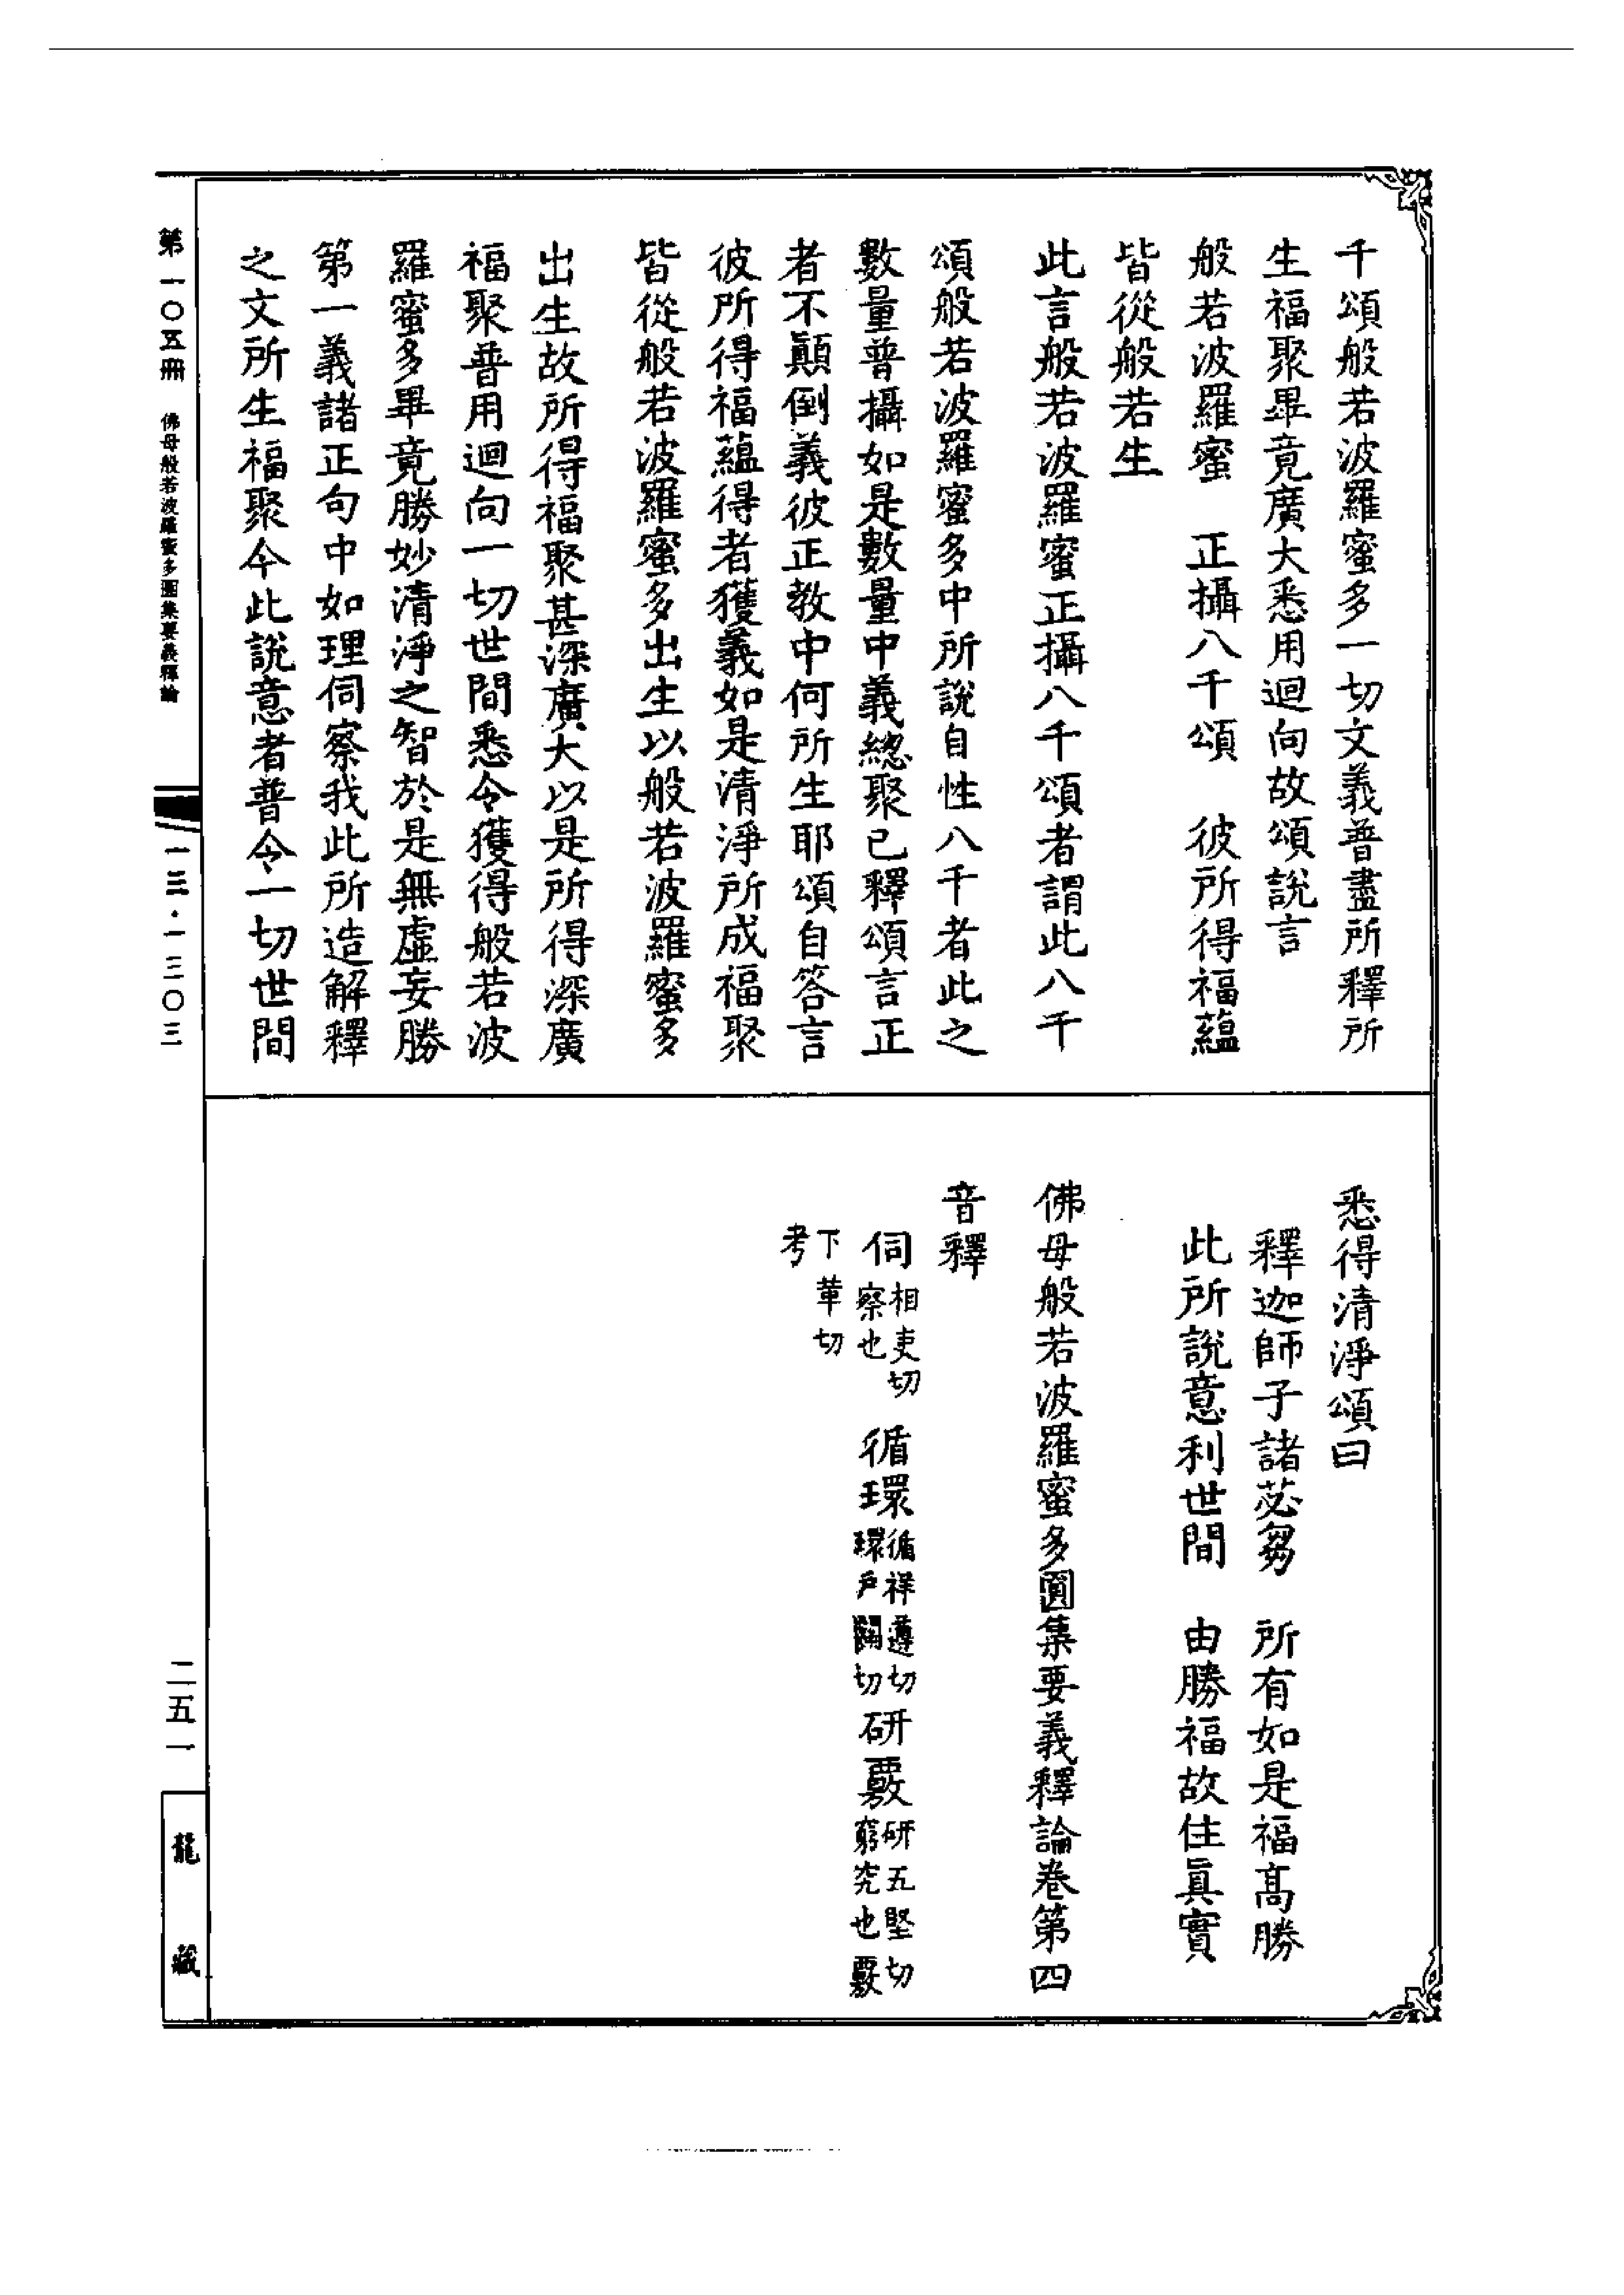 千頌般若波羅蜜多一切文義普盡所釋所
生福聚畢竟廣大悉用迴向故頌說言
般若波羅蜜　正攝八千頌　彼所得福蘊
皆從般若生
此言般若波羅蜜正攝八千頌者謂此八千
頌般若波羅蜜多中所說自性八千者此之
數量普攝如是數量中義總聚已釋頌言正
者不顛倒義彼正教中何所生耶頌自答言
彼所得福蘊得者獲義如是清淨所成福聚
皆從般若波羅蜜多出生以般若波羅蜜多
出生故所得福聚甚深廣大以是所得深廣
福聚普用迴向一切世間悉令獲得般若波
羅蜜多畢竟勝妙清淨之智於是無虛妄勝
第一義諸正句中如理伺察我此所造解釋
之文所生福聚今此說意者普令一切世間
悉得清淨頌曰
釋迦師子諸苾芻　所有如是福高勝
此所說意利世間　由勝福故住真實
佛母般若波羅蜜多圓集要義釋論卷第四
音釋
伺相吏切察也　循環循祥遵切環戶關切　研覈研五堅切窮究也覈
下革切考
第一〇五冊　佛母般若波羅蜜多圓集要義釋論
一三·一三〇三
二五一
龍藏